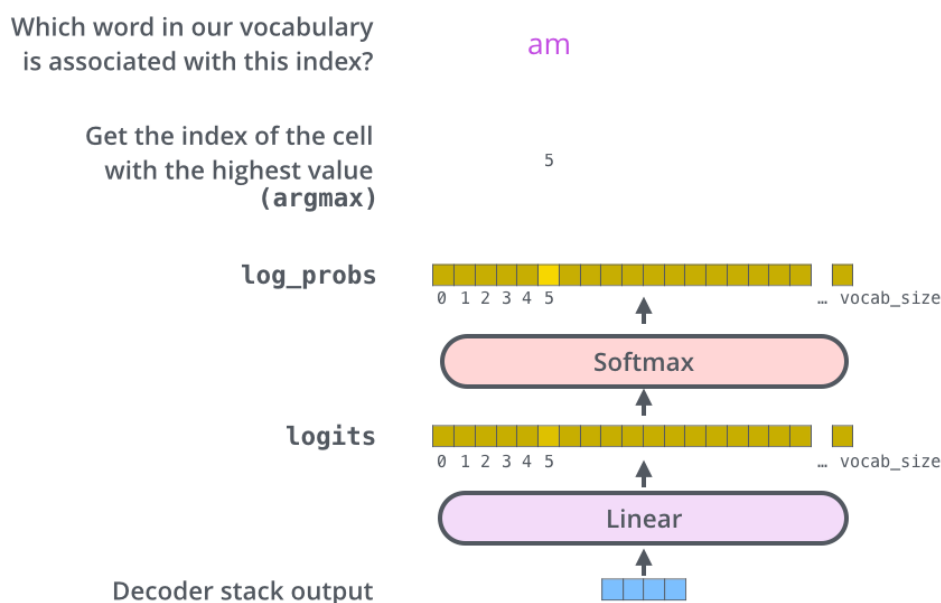 Which word in our vocabulary
is associated with this index?
am
Get the index of the cell
with the highest value
(argmax)
5
log_probs
0 1 2 3 4 5 … vocab_size
Softmax
logits
0 1 2 3 4 5 … vocab_size
Linear
Decoder stack output